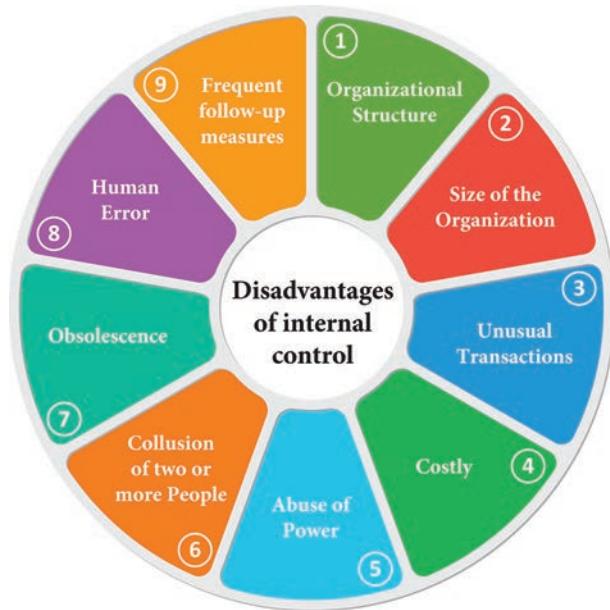 Disadvantages
of internal
control
1
Organizational
Structure
2
Size of the
Organization
3
Unusual
Transactions
4
Costly
5
Abuse of
Power
6
Collusion
of two or
more People
7
Obsolescence
8
Human
Error
9
Frequent
follow-up
measures